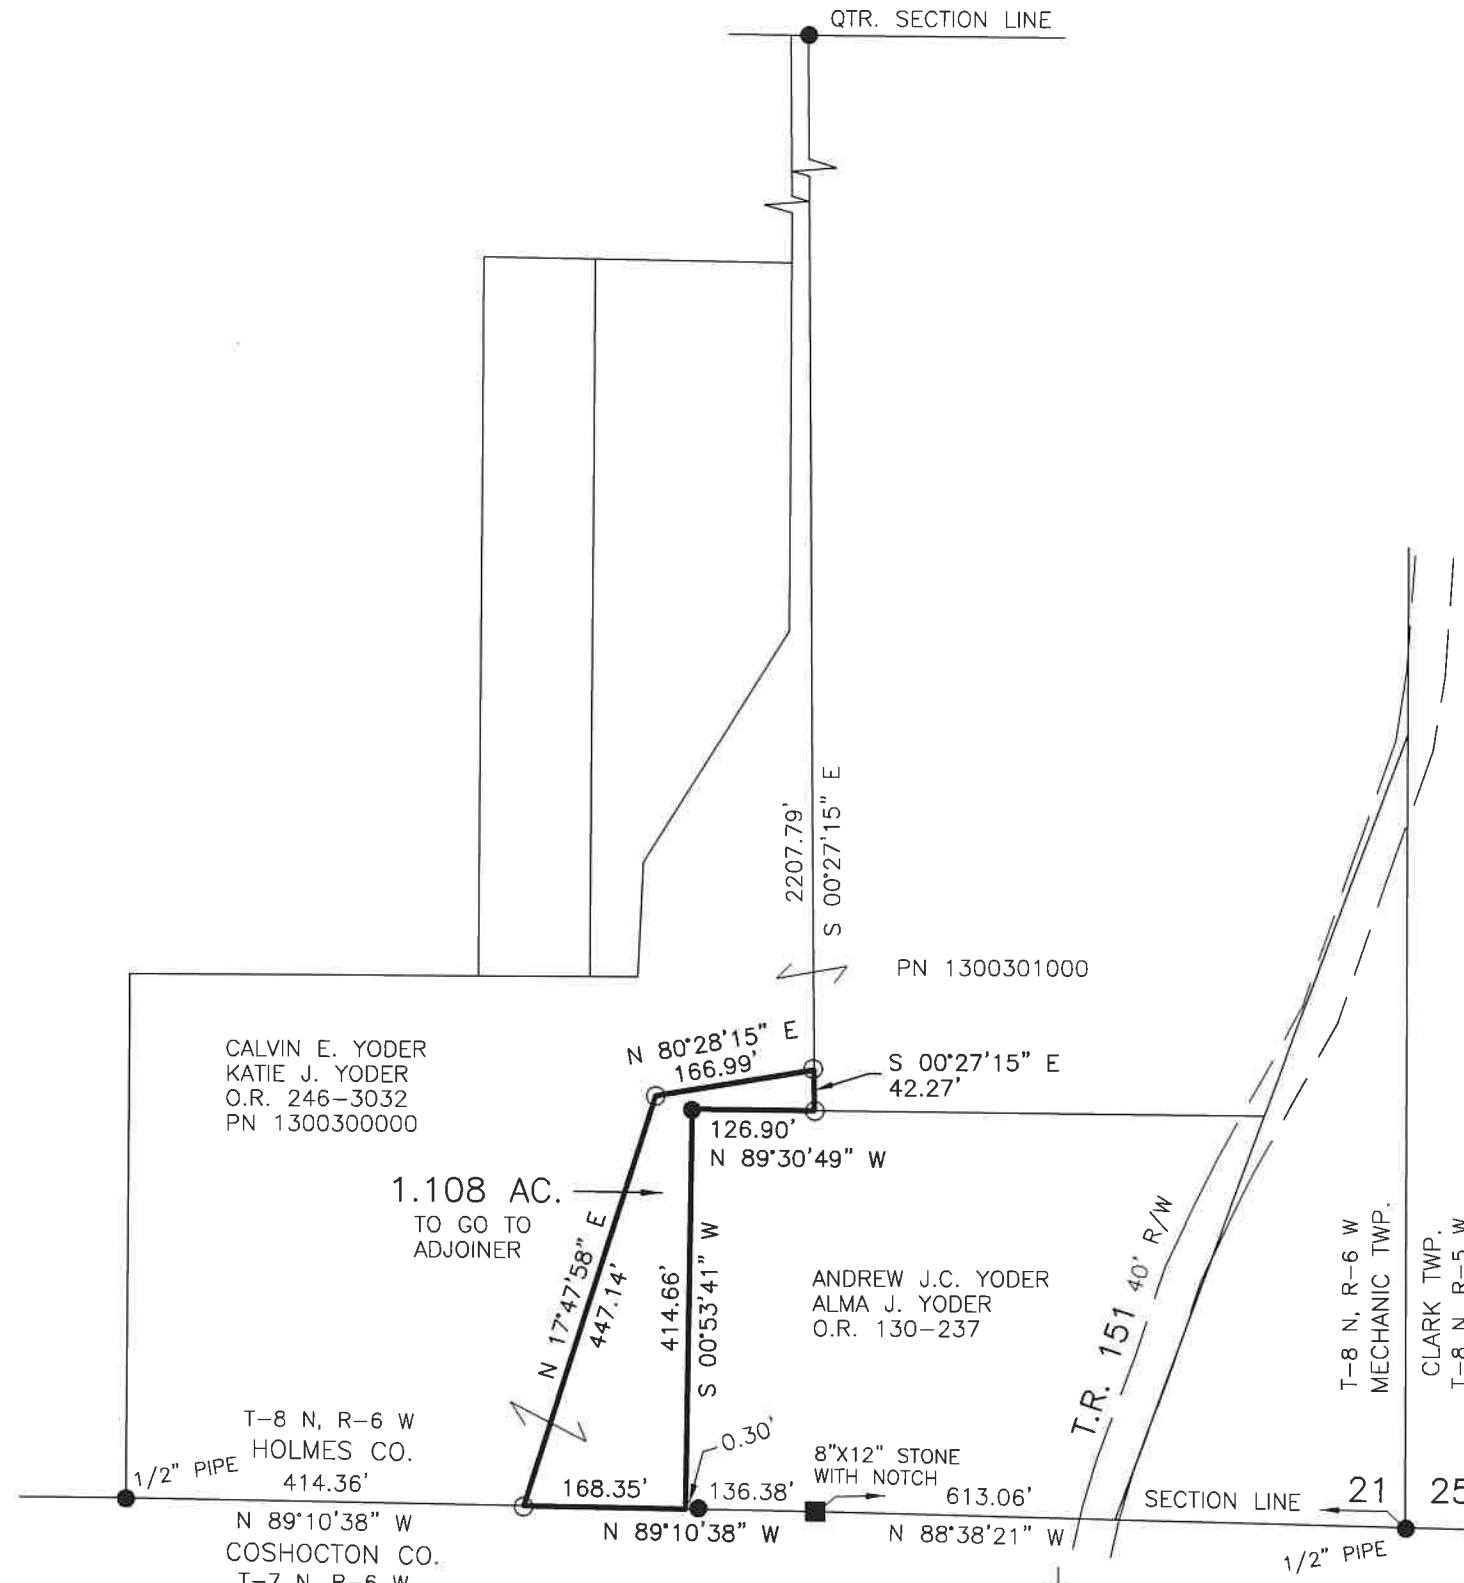 QTR. SECTION LINE
2207.79'
S 00°27'15" E
PN 1300301000
CALVIN E. YODER
KATIE J. YODER
O.R. 246-3032
PN 1300300000
N 80°28'15" E
166.99'
S 00°27'15" E
42.27'
126.90'
N 89°30'49" W
1.108 AC.
TO GO TO
ADJOINER
N 17°47'58" E
447.14'
414.66'
S 00°53'41" W
ANDREW J.C. YODER
ALMA J. YODER
O.R. 130-237
T.R. 151 40' R/W
T-8 N, R-6 W
MECHANIC TWP.
CLARK TWP.
T-8 N, R-5 W
T-8 N, R-6 W
HOLMES CO.
1/2" PIPE
414.36'
N 89°10'38" W
COSHOCTON CO.
T-7 N, R-6 W
168.35'
0.30'
136.38'
N 89°10'38" W
8"X12" STONE
WITH NOTCH
613.06'
N 88°38'21" W
SECTION LINE
21
25
1/2" PIPE